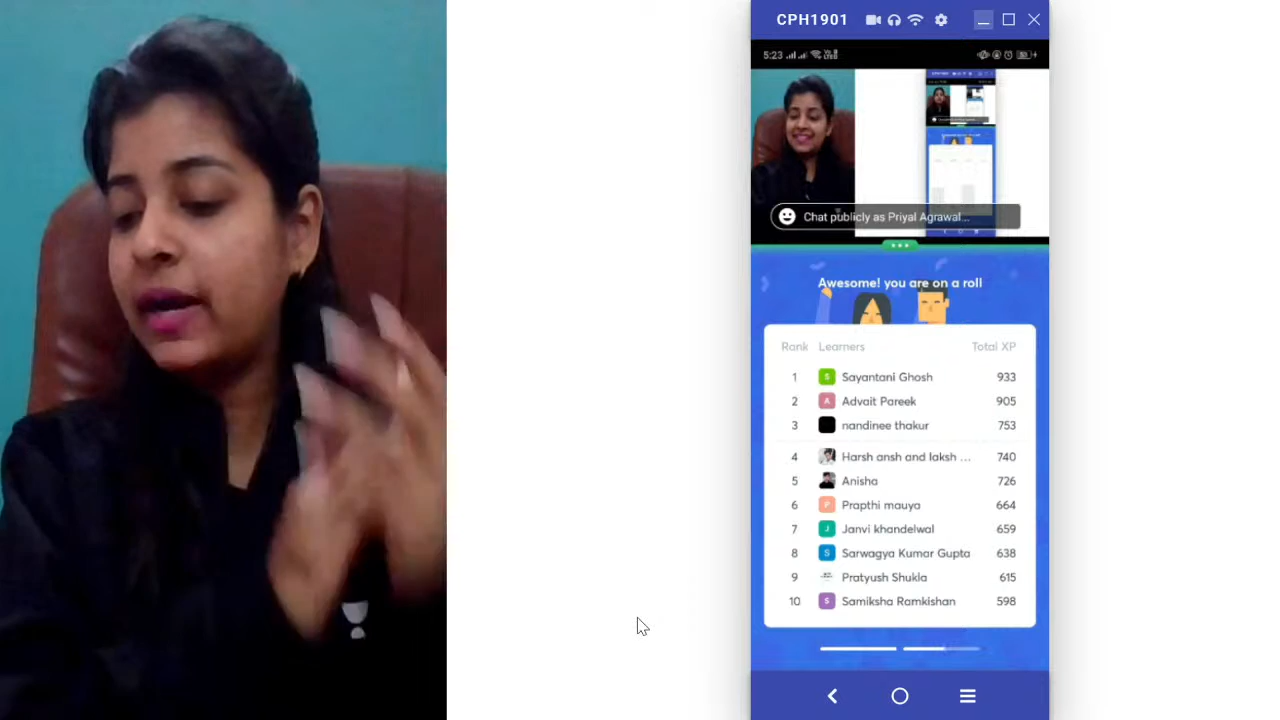 CPH1901
5:23
Chat publicly as Priyal Agrawal...
Awesome! you are on a roll
Rank Learners Total XP
1 S Sayantani Ghosh 933
2 A Advait Pareek 905
3 nandinee thakur 753
4 Harsh ansh and laksh ... 740
5 Anisha 726
6 P Prapthi mauya 664
7 J Janvi khandelwal 659
8 S Sarwagya Kumar Gupta 638
9 Pratyush Shukla 615
10 S Samiksha Ramkishan 598